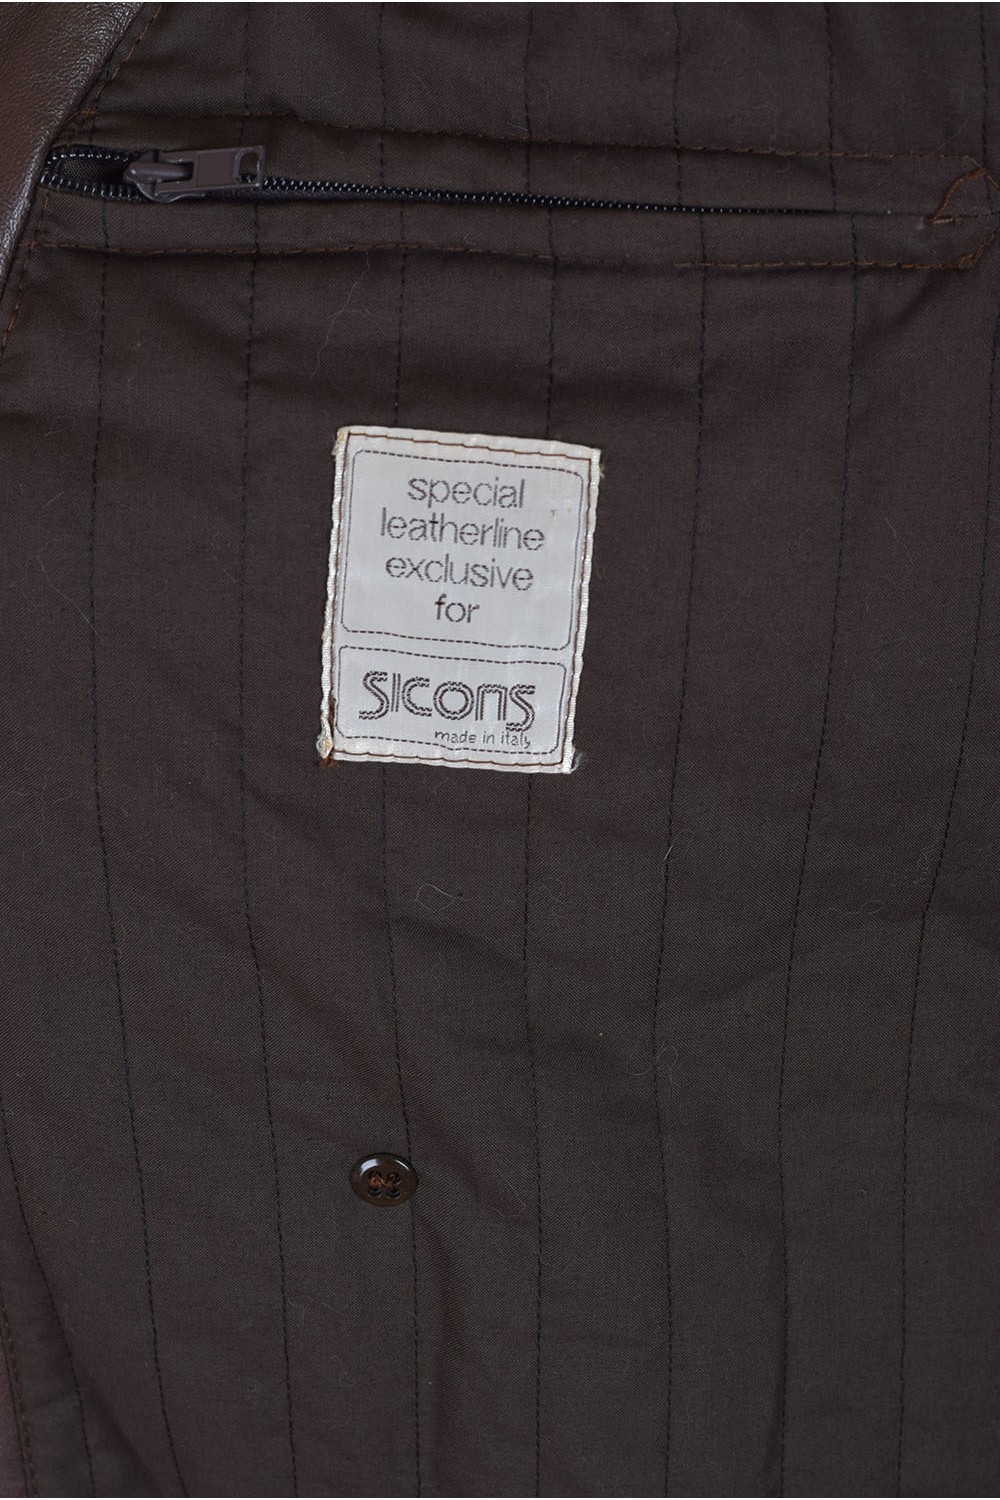 special
leatherline
exclusive
for
SICONS
made in italy